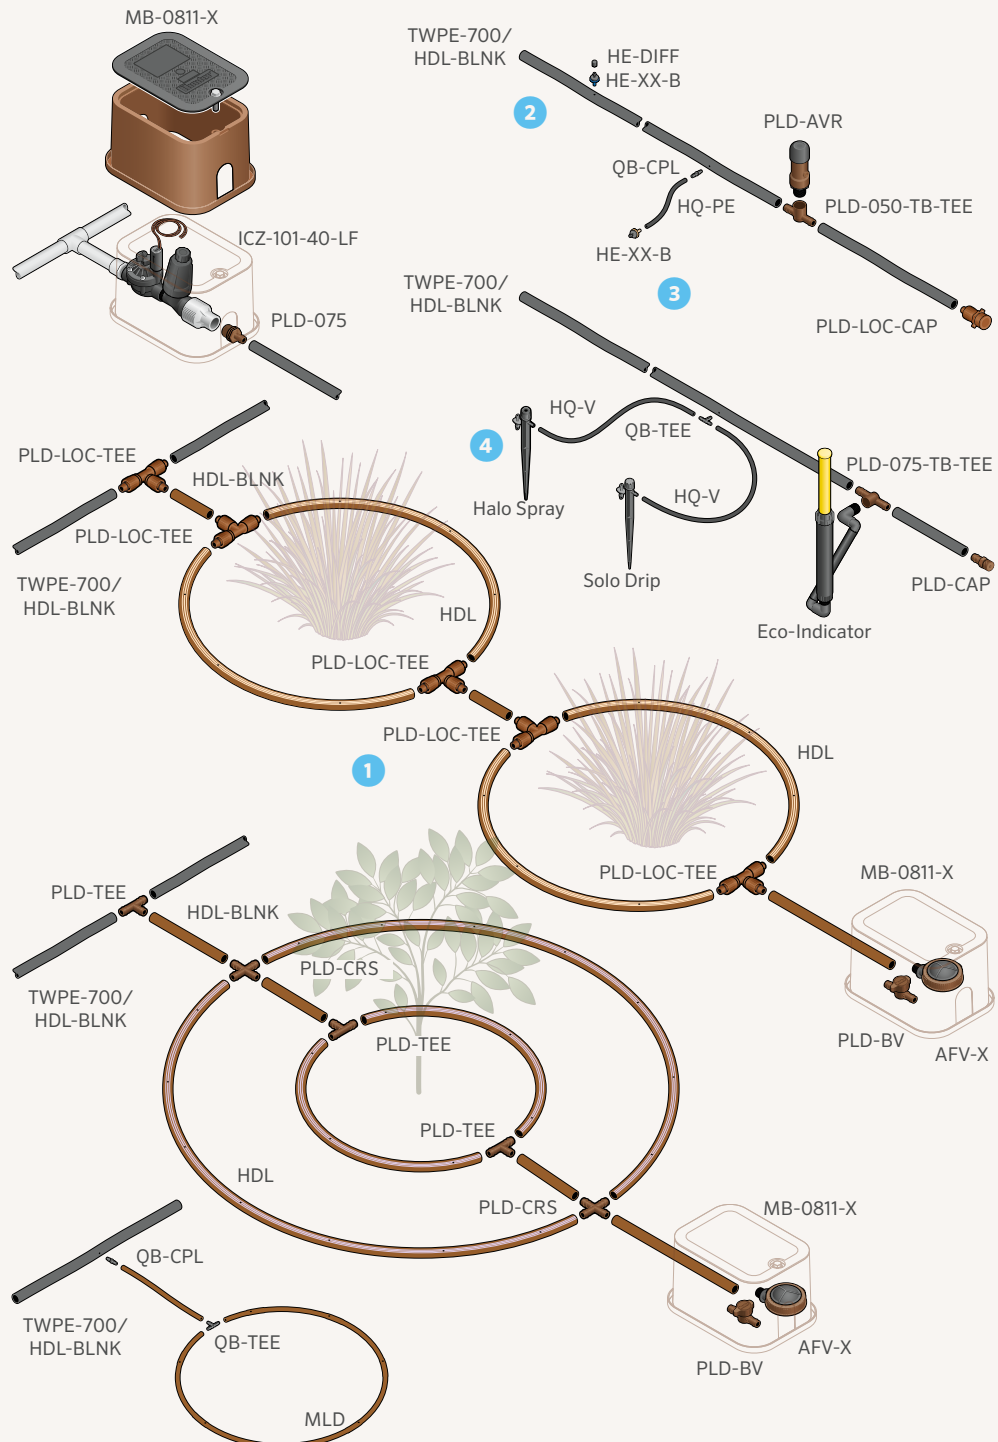 MB-0811-X
TWPE-700/
HDL-BLNK
HE-DIFF
HE-XX-B
2
PLD-AVR
QB-CPL
HQ-PE
PLD-050-TB-TEE
HE-XX-B
ICZ-101-40-LF
TWPE-700/
HDL-BLNK
3
PLD-075
PLD-LOC-CAP
HQ-V
QB-TEE
4
PLD-LOC-TEE
HDL-BLNK
PLD-075-TB-TEE
HQ-V
Halo Spray
PLD-LOC-TEE
Solo Drip
PLD-CAP
TWPE-700/
HDL-BLNK
HDL
Eco-Indicator
PLD-LOC-TEE
PLD-LOC-TEE
HDL
1
PLD-LOC-TEE
MB-0811-X
PLD-TEE
HDL-BLNK
PLD-CRS
TWPE-700/
HDL-BLNK
PLD-TEE
PLD-BV
AFV-X
PLD-TEE
HDL
PLD-CRS
MB-0811-X
QB-CPL
TWPE-700/
HDL-BLNK
QB-TEE
AFV-X
PLD-BV
MLD